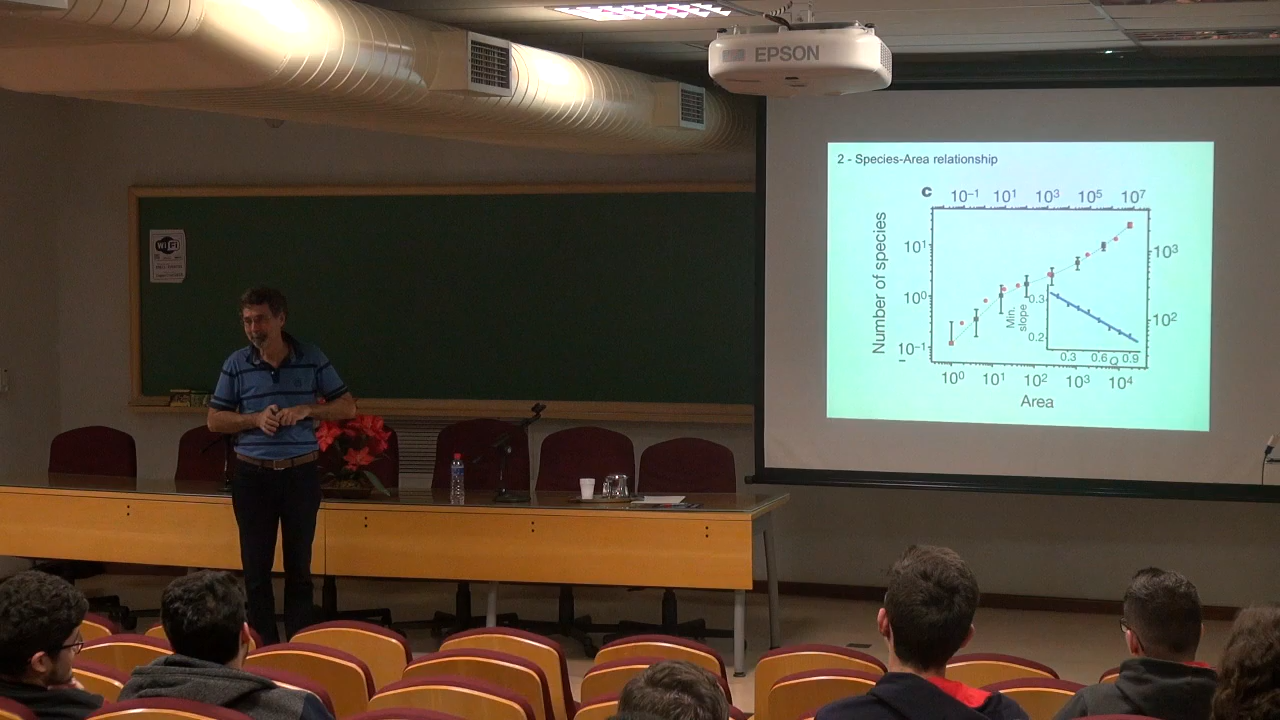 EPSON
2 - Species-Area relationship
c
10⁻¹ 10¹ 10³ 10⁵ 10⁷
Number of species
10¹
10⁰
10⁻¹
10³
10²
Min.
slope
0.3
0.2
0.3 0.6 Q 0.9
10⁰ 10¹ 10² 10³ 10⁴
Area
Wi Fi